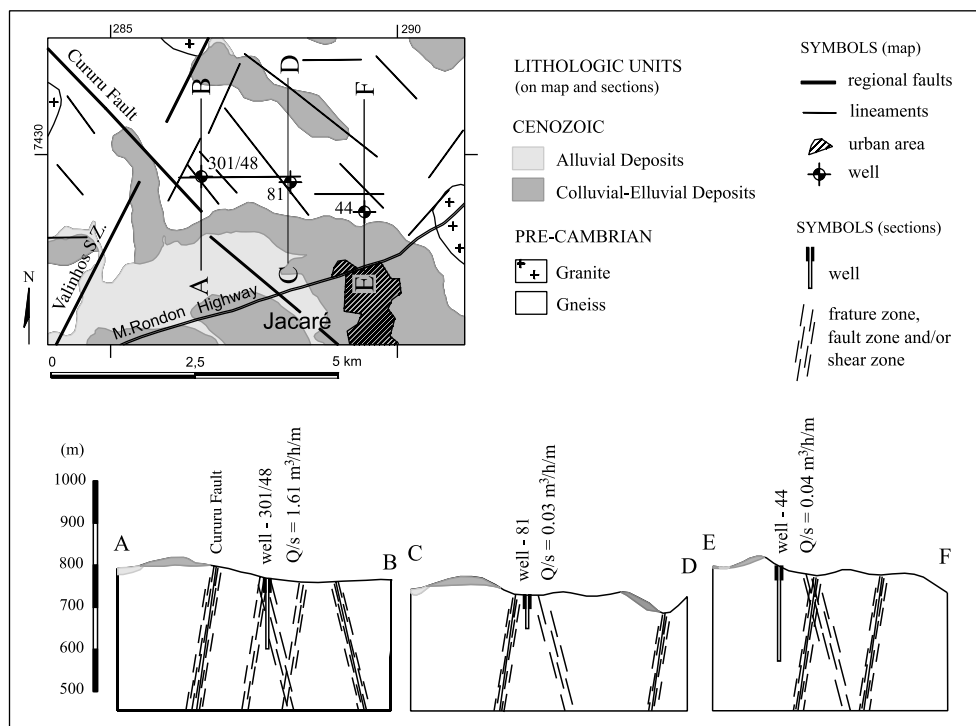 285
290
7430
Cururu Fault
B
D
F
301/48
81
44
Valinhos S.Z.
A
C
E
M.Rondon Highway
Jacaré
N
0
2,5
5 km
LITHOLOGIC UNITS
(on map and sections)
CENOZOIC
Alluvial Deposits
Colluvial-Elluvial Deposits
PRE-CAMBRIAN
Granite
Gneiss
SYMBOLS (map)
regional faults
lineaments
urban area
well
SYMBOLS (sections)
well
frature zone,
fault zone and/or
shear zone
(m)
1000
900
800
700
600
500
A
Cururu Fault
well - 301/48
Q/s = 1.61 m³/h/m
B
C
well - 81
Q/s = 0.03 m³/h/m
D
E
well - 44
Q/s = 0.04 m³/h/m
F